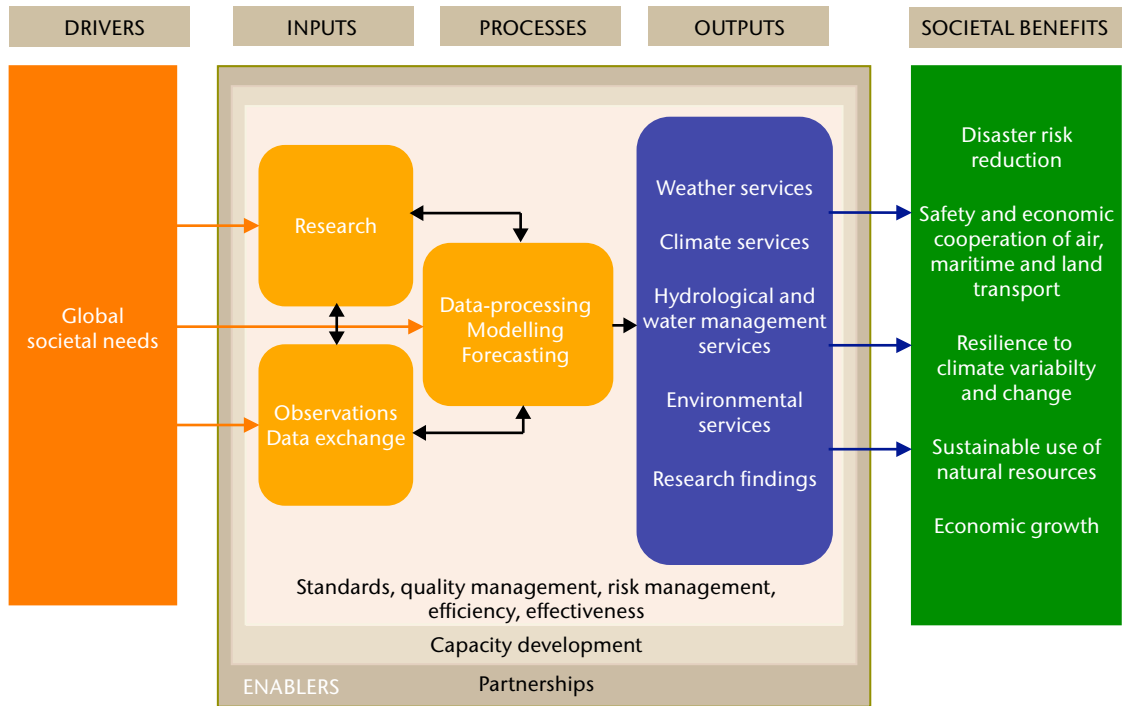 DRIVERS
INPUTS
PROCESSES
OUTPUTS
SOCIETAL BENEFITS
Global
societal needs
Research
Observations
Data exchange
Data-processing
Modelling
Forecasting
Weather services
Climate services
Hydrological and
water management
services
Environmental
services
Research findings
Disaster risk
reduction
Safety and economic
cooperation of air,
maritime and land
transport
Resilience to
climate variabilty
and change
Sustainable use of
natural resources
Economic growth
Standards, quality management, risk management,
efficiency, effectiveness
Capacity development
ENABLERS
Partnerships